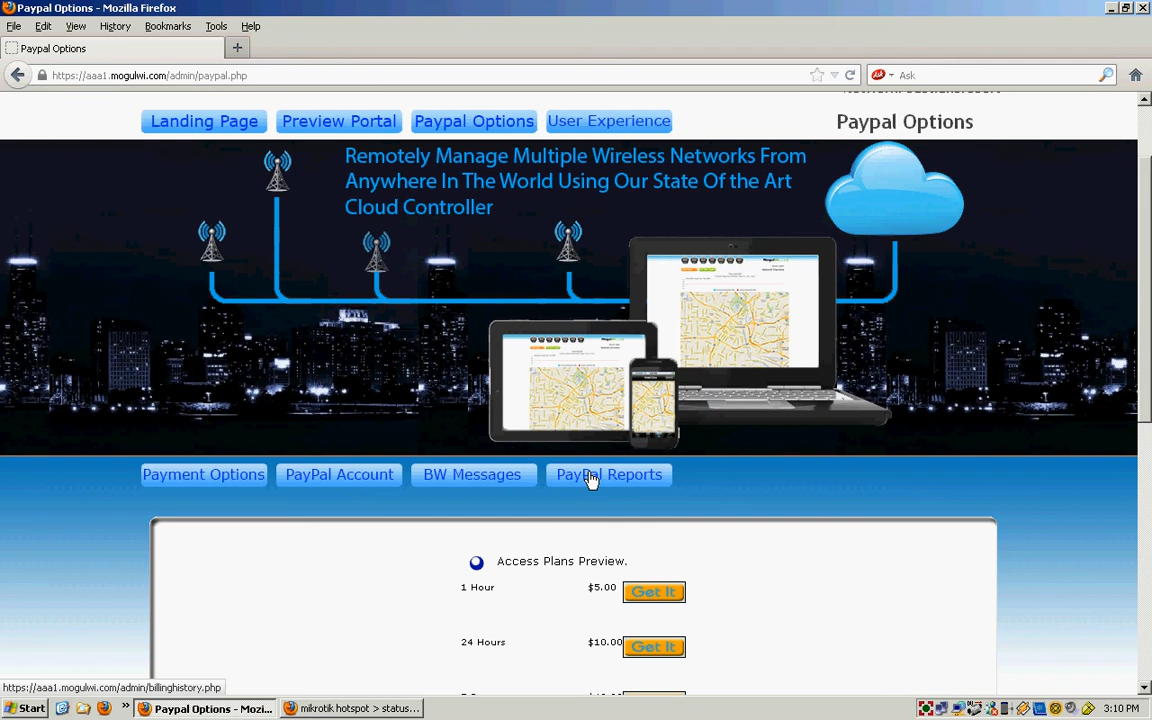 Paypal Options - Mozilla Firefox
File Edit View History Bookmarks Tools Help
Paypal Options
https://aaa1.mogulwi.com/admin/paypal.php
Ask
Landing Page Preview Portal Paypal Options User Experience
Paypal Options
Remotely Manage Multiple Wireless Networks From
Anywhere In The World Using Our State Of the Art
Cloud Controller
Payment Options PayPal Account BW Messages PayPal Reports
Access Plans Preview.
1 Hour $5.00 Get It
24 Hours $10.00 Get It
https://aaa1.mogulwi.com/admin/billinghistory.php
Start
Paypal Options - Mozi...
mikrotik hotspot > status...
3:10 PM